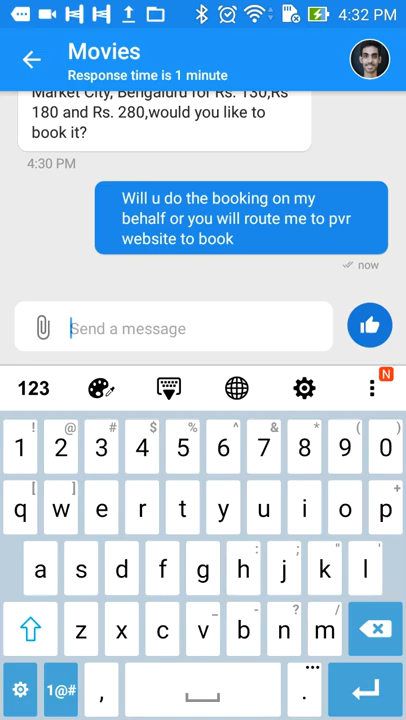 4:32 PM
Movies
Response time is 1 minute
Market City, Bengaluru for Rs. 130,Rs
180 and Rs. 280,would you like to
book it?
4:30 PM
Will u do the booking on my
behalf or you will route me to pvr
website to book
now
Send a message
123
N
! @ # $ % ^ & * ( )
1 2 3 4 5 6 7 8 9 0
[ ] +
q w e r t y u i o p
: ; " '
a s d f g h j k l
_ - ? /
z x c v b n m
1@# , .